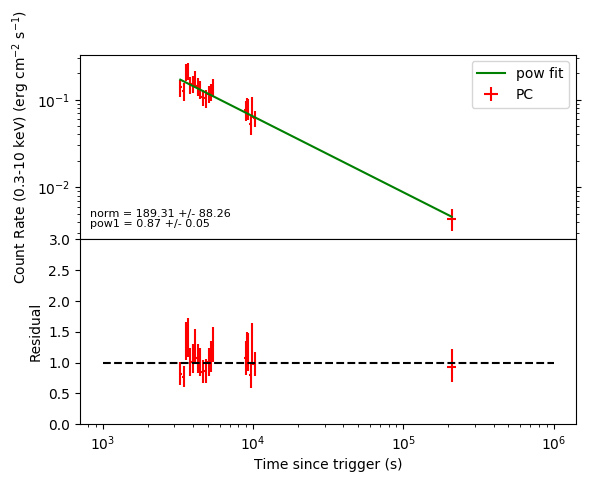 Count Rate (0.3-10 keV) (erg cm⁻² s⁻¹)
10⁻¹
10⁻²
pow fit
PC
norm = 189.31 +/- 88.26
pow1 = 0.87 +/- 0.05
Residual
3.0
2.5
2.0
1.5
1.0
0.5
0.0
10³
10⁴
10⁵
10⁶
Time since trigger (s)